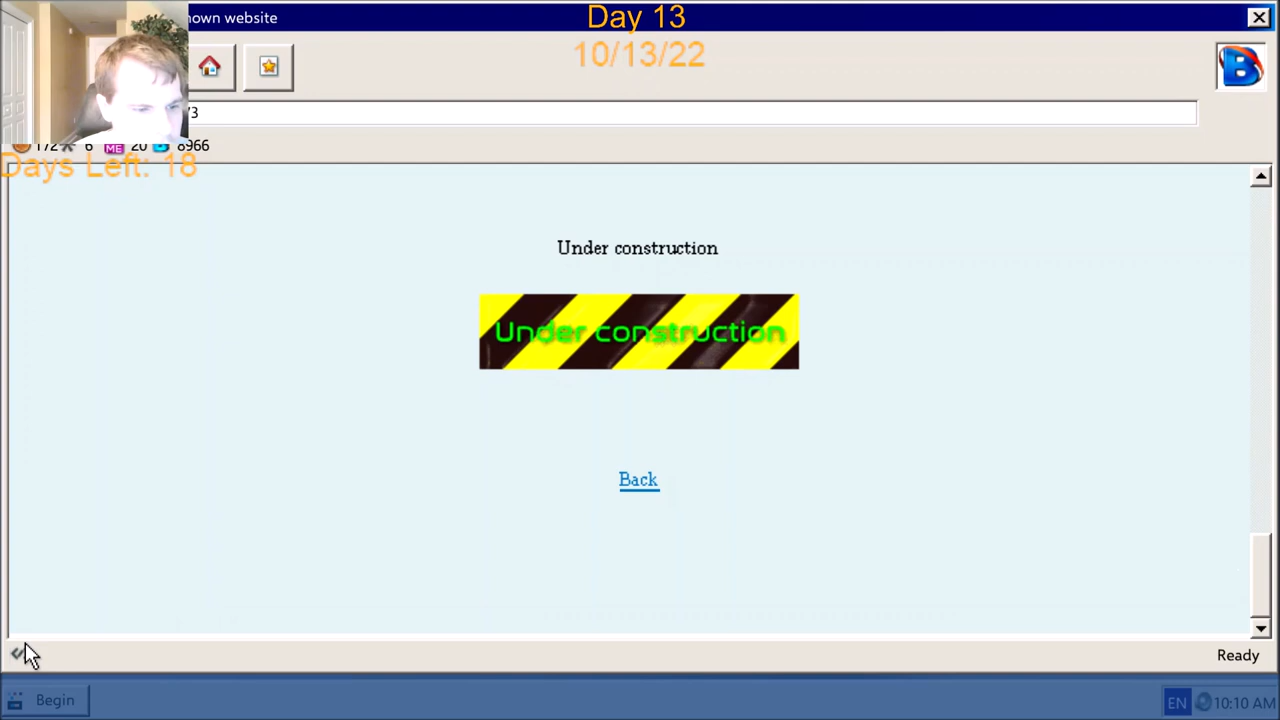 nown website
Day 13
10/13/22
/3
172 6 ME 20 8966
Days Left: 18
Under construction
Under construction
Back
Ready
Begin
EN 10:10 AM